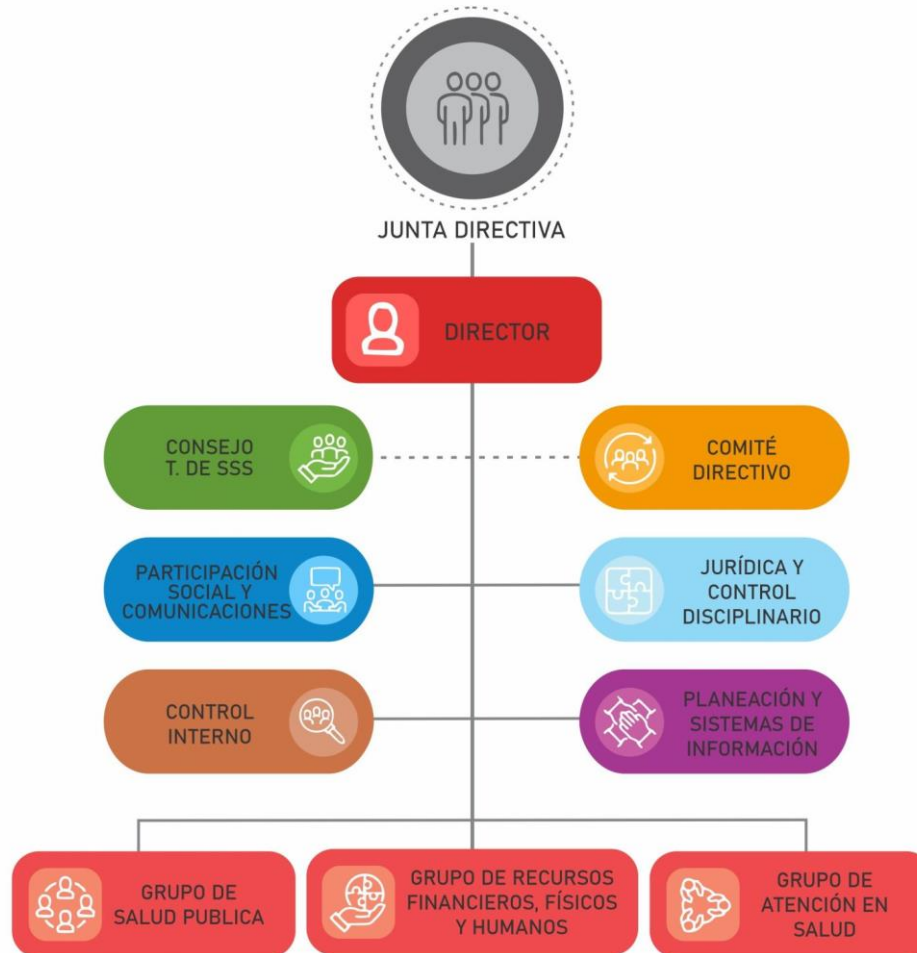 JUNTA DIRECTIVA
DIRECTOR
CONSEJO
T. DE SSS
COMITÉ
DIRECTIVO
PARTICIPACIÓN
SOCIAL Y
COMUNICACIONES
JURÍDICA Y
CONTROL
DISCIPLINARIO
CONTROL
INTERNO
PLANEACIÓN Y
SISTEMAS DE
INFORMACIÓN
GRUPO DE
SALUD PUBLICA
GRUPO DE RECURSOS
FINANCIEROS, FÍSICOS
Y HUMANOS
GRUPO DE
ATENCIÓN EN
SALUD